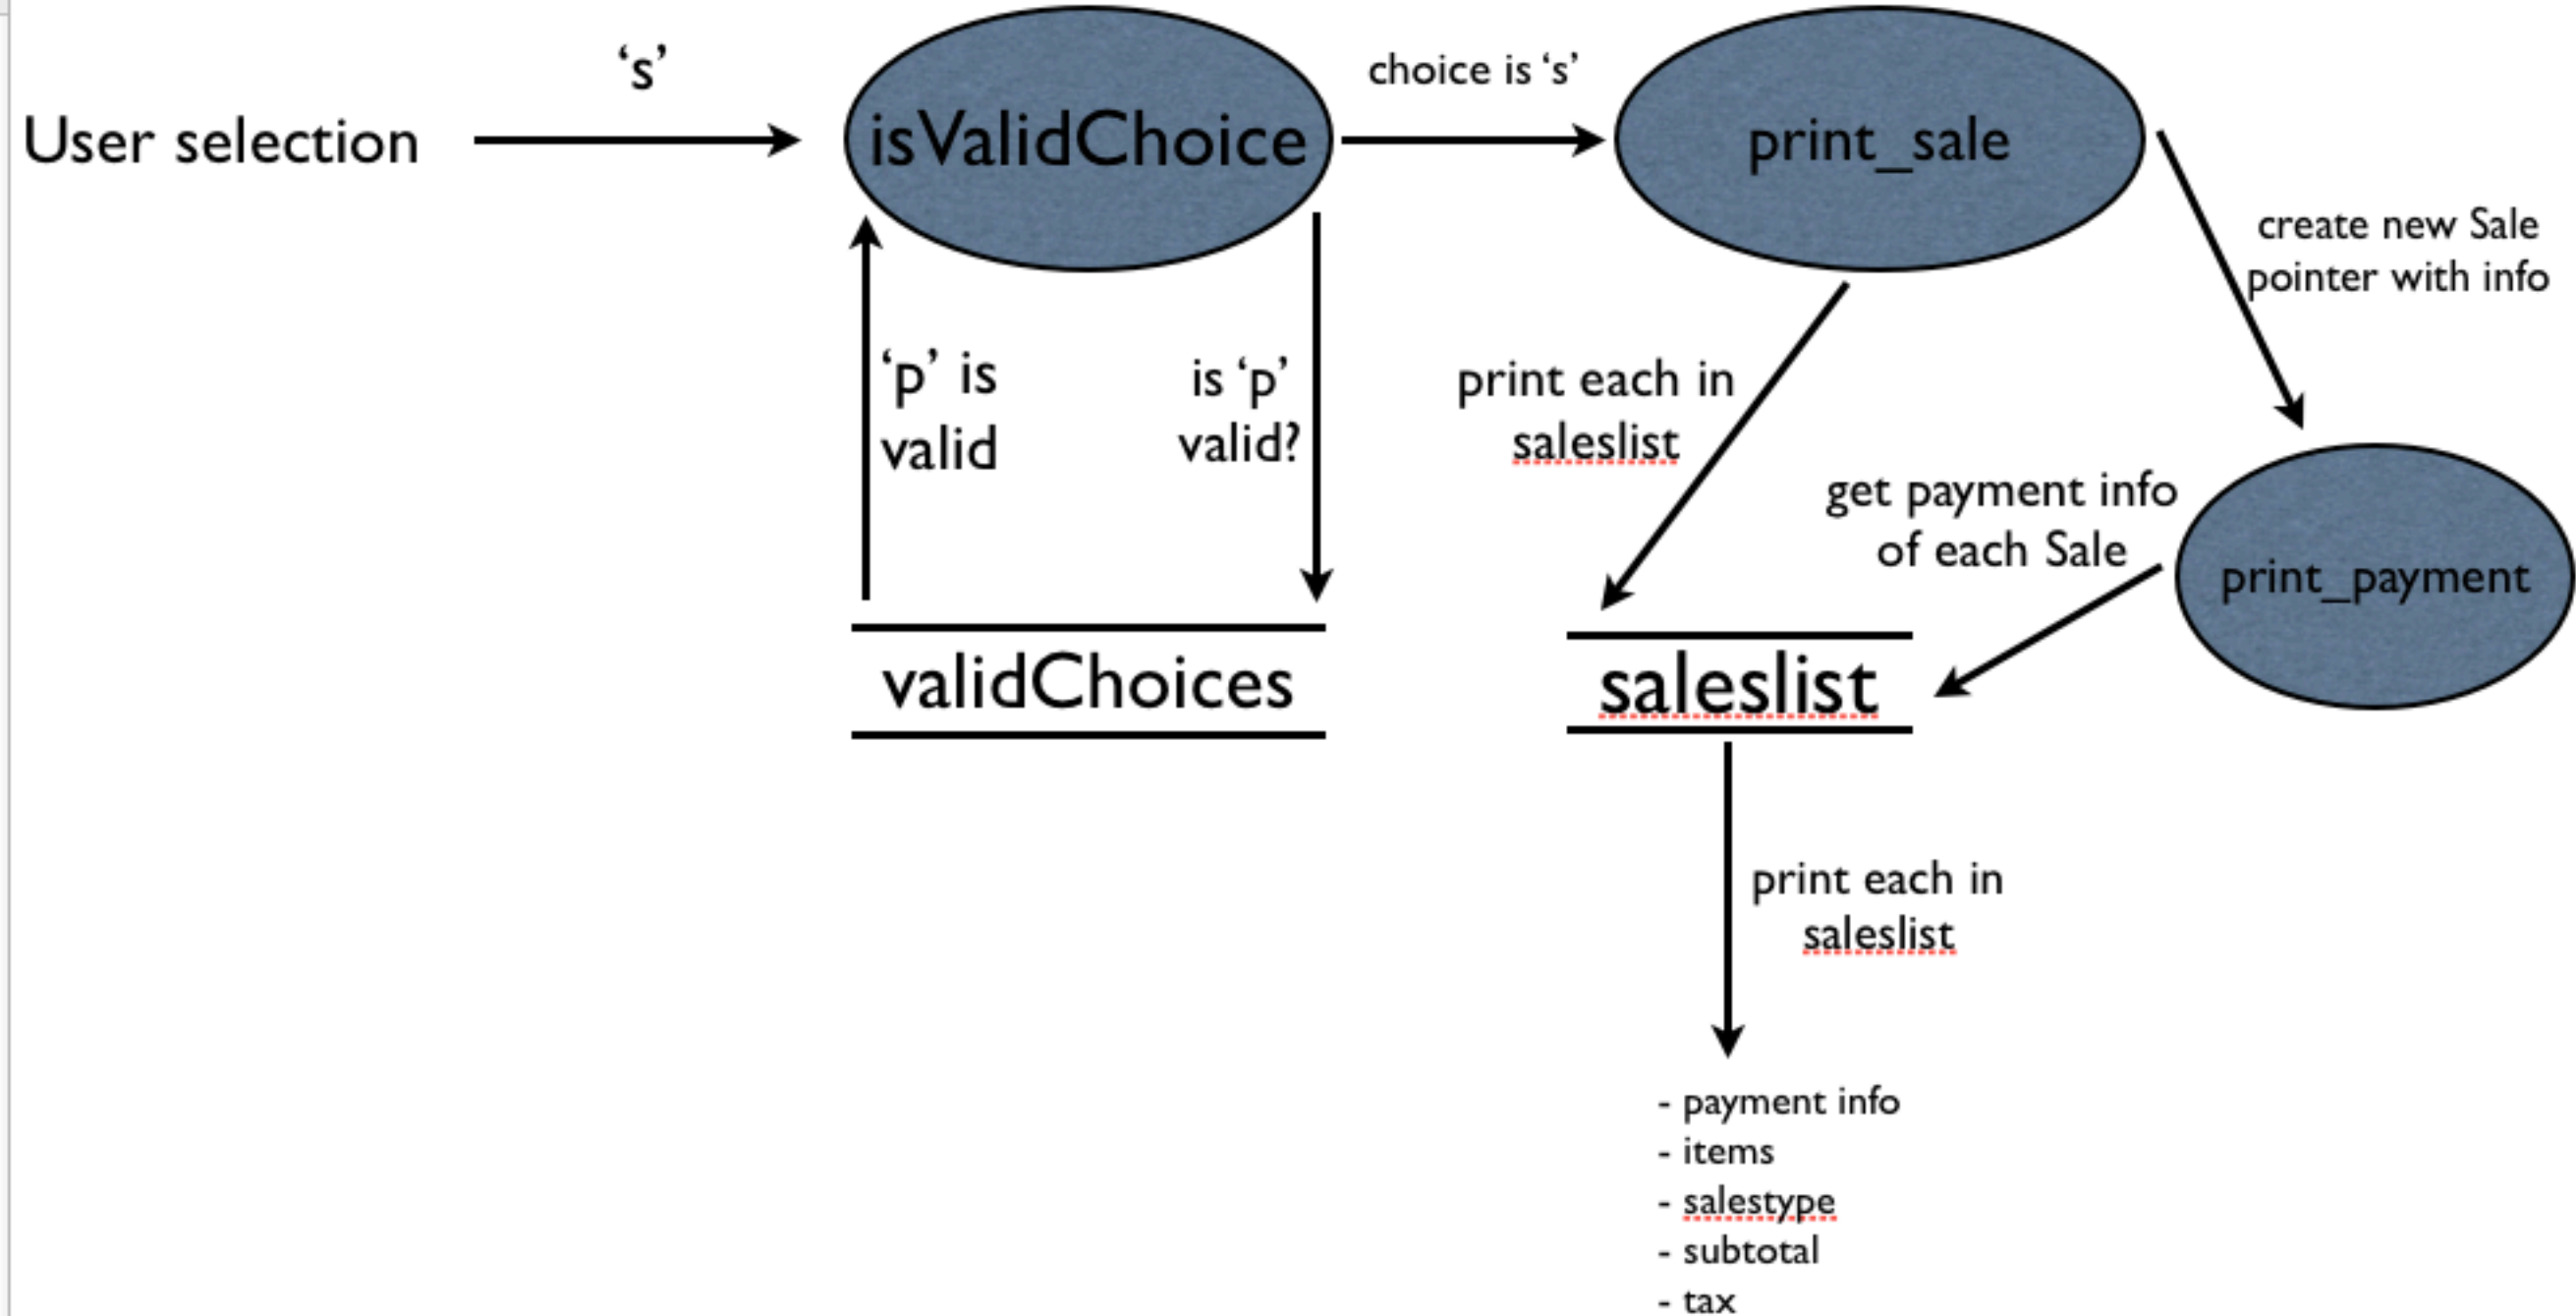 User selection
‘s’
isValidChoice
choice is ‘s’
print_sale
create new Sale
pointer with info
‘p’ is
valid
is ‘p’
valid?
print each in
saleslist
get payment info
of each Sale
print_payment
validChoices
saleslist
print each in
saleslist
- payment info
- items
- salestype
- subtotal
- tax